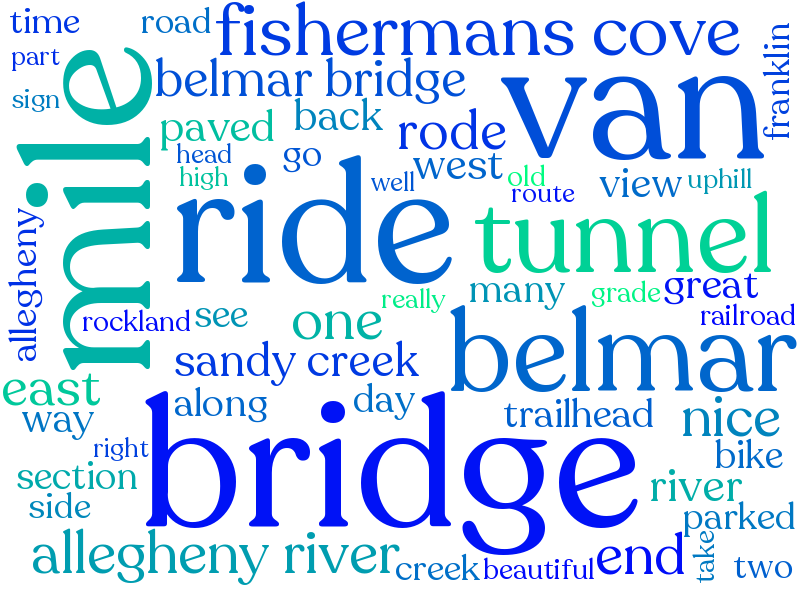 time
road
fishermans cove
part
mile
belmar bridge
van
franklin
sign
paved
back
rode
head
go
west
high
well
old
view
uphill
route
ride
tunnel
allegheny
really
many
grade
great
rockland
see
one
railroad
sandy creek
belmar
east
along
day
way
trailhead
nice
right
bridge
bike
section
river
side
parked
allegheny river
creek
beautiful
end
take
two